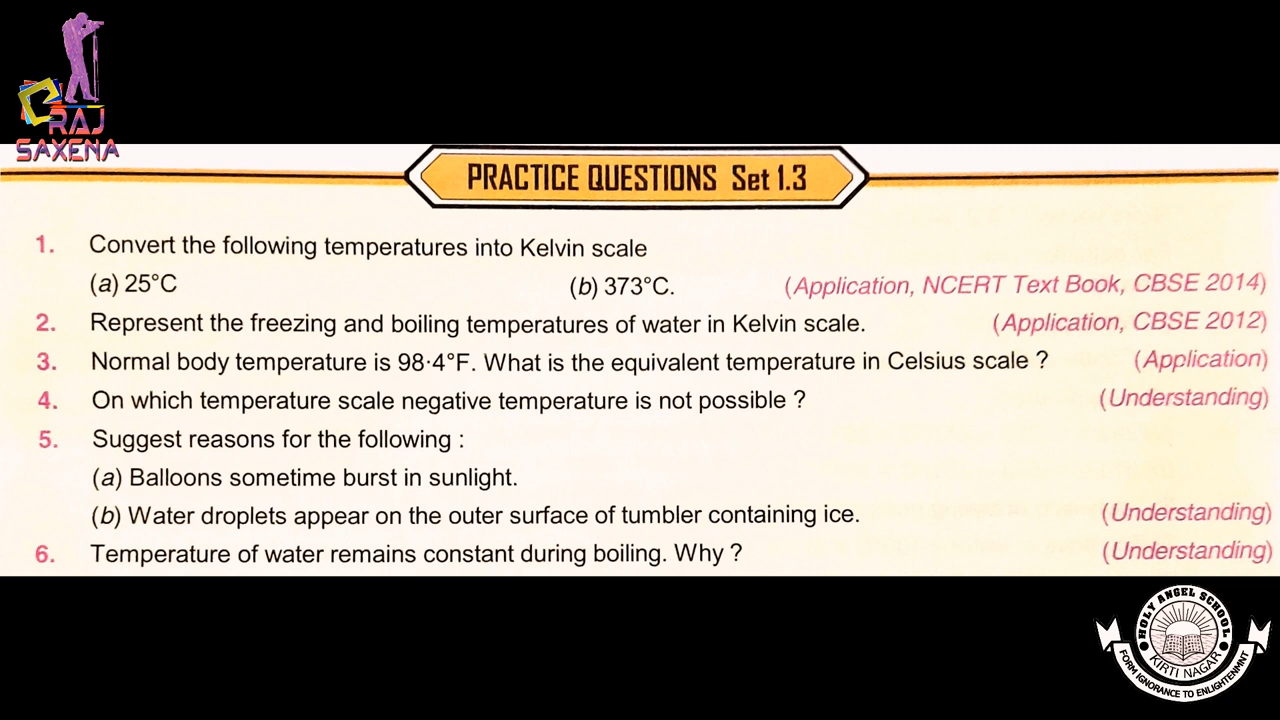 RAJ
SAXENA
PRACTICE QUESTIONS Set 1.3
1. Convert the following temperatures into Kelvin scale
(a) 25°C (b) 373°C. (Application, NCERT Text Book, CBSE 2014)
2. Represent the freezing and boiling temperatures of water in Kelvin scale. (Application, CBSE 2012)
3. Normal body temperature is 98·4°F. What is the equivalent temperature in Celsius scale ? (Application)
4. On which temperature scale negative temperature is not possible ? (Understanding)
5. Suggest reasons for the following :
(a) Balloons sometime burst in sunlight.
(b) Water droplets appear on the outer surface of tumbler containing ice. (Understanding)
6. Temperature of water remains constant during boiling. Why ? (Understanding)
HOLY ANGEL SCHOOL
KIRTI NAGAR
FORM IGNORANCE TO ENLIGHTENMNT